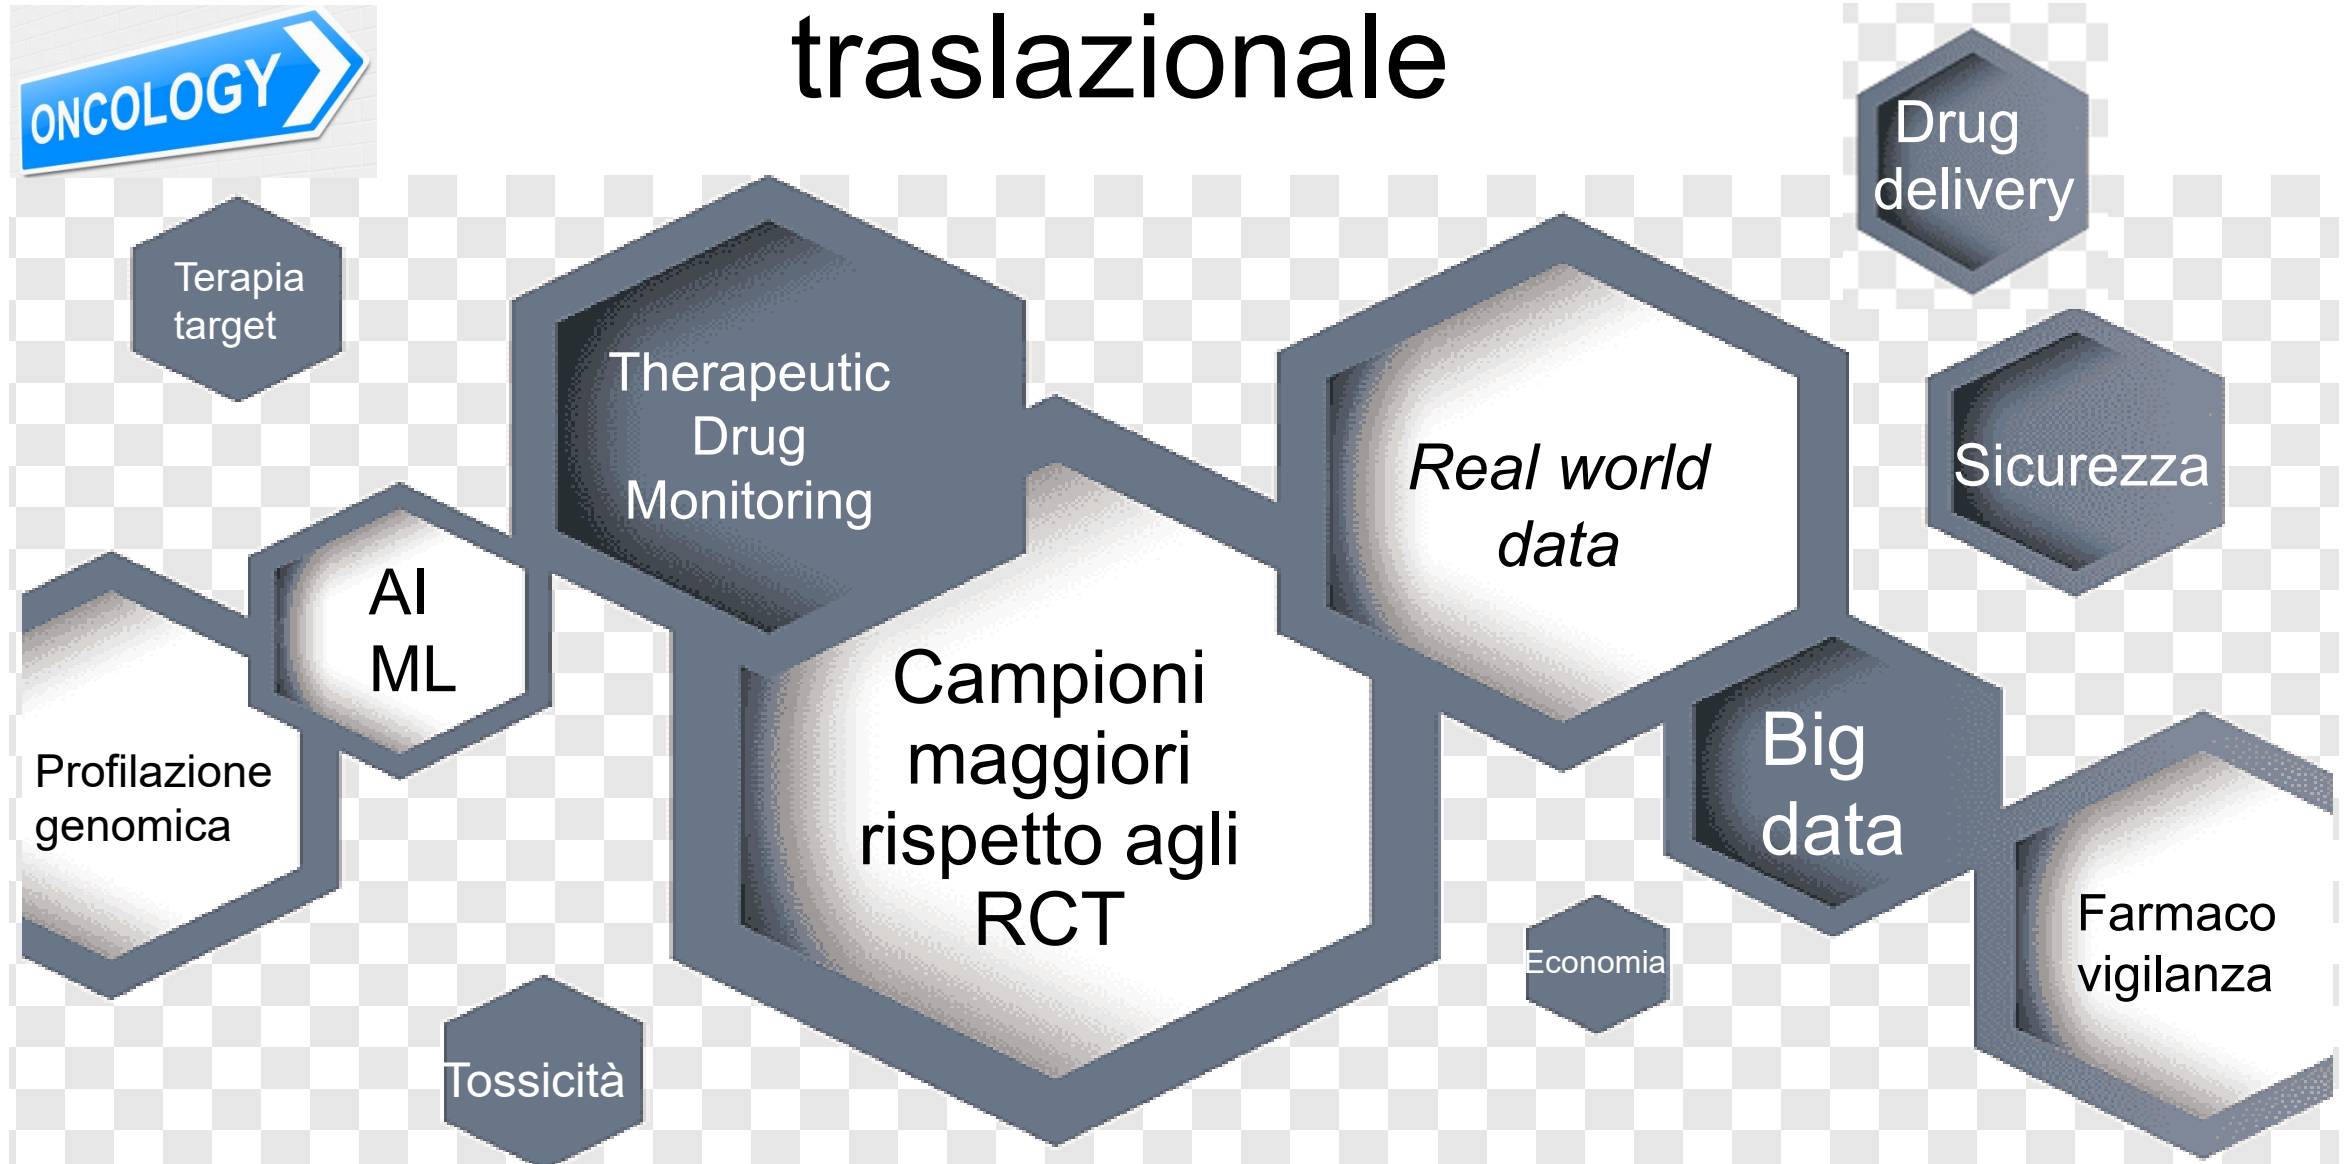 traslazionale
ONCOLOGY
Drug
delivery
Terapia
target
Therapeutic
Drug
Monitoring
Real world
data
Sicurezza
AI
ML
Campioni
maggiori
rispetto agli
RCT
Big
data
Profilazione
genomica
Farmaco
vigilanza
Economia
Tossicità